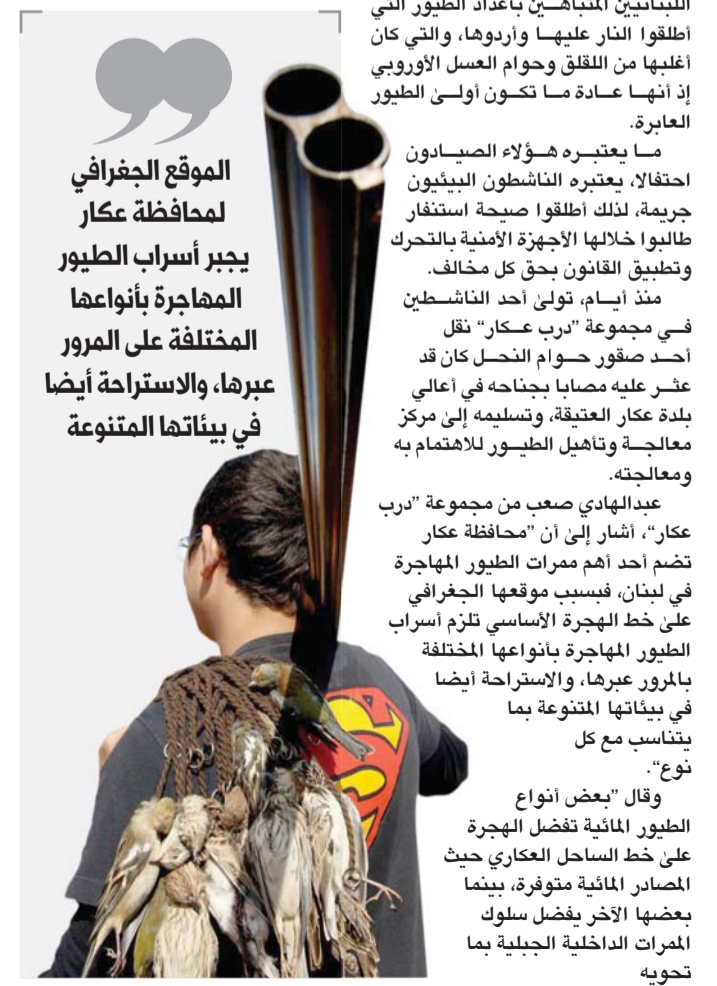 اللبنانيين المتباهين بأعداد الطيور التي
أطلقوا النار عليها وأردوها، والتي كان
أغلبها من اللقلق وحوام العسل الأوروبي
إذ أنها عادة ما تكون أولى الطيور
العابرة.
ما يعتبره هؤلاء الصيادون
احتفالا، يعتبره الناشطون البيئيون
جريمة، لذلك أطلقوا صيحة استنفار
طالبوا خلالها الأجهزة الأمنية بالتحرك
وتطبيق القانون بحق كل مخالف.
منذ أيام، تولى أحد الناشطين
في مجموعة ”درب عكار“ نقل
أحد صقور حوام النحل كان قد
عثر عليه مصابا بجناحه في أعالي
بلدة عكار العتيقة، وتسليمه إلى مركز
معالجة وتأهيل الطيور للاهتمام به
ومعالجته.
عبدالهادي صعب من مجموعة ”درب
عكار“، أشار إلى أن ”محافظة عكار
تضم أحد أهم ممرات الطيور المهاجرة
في لبنان، فبسبب موقعها الجغرافي
على خط الهجرة الأساسي تلزم أسراب
الطيور المهاجرة بأنواعها المختلفة
بالمرور عبرها، والاستراحة أيضا
في بيئاتها المتنوعة بما
يتناسب مع كل
نوع“.
وقال ”بعض أنواع
الطيور المائية تفضل الهجرة
على خط الساحل العكاري حيث
المصادر المائية متوفرة، بينما
بعضها الآخر يفضل سلوك
الممرات الداخلية الجبلية بما
تحويه
الموقع الجغرافي
لمحافظة عكار
يجبر أسراب الطيور
المهاجرة بأنواعها
المختلفة على المرور
عبرها، والاستراحة أيضا
في بيئاتها المتنوعة